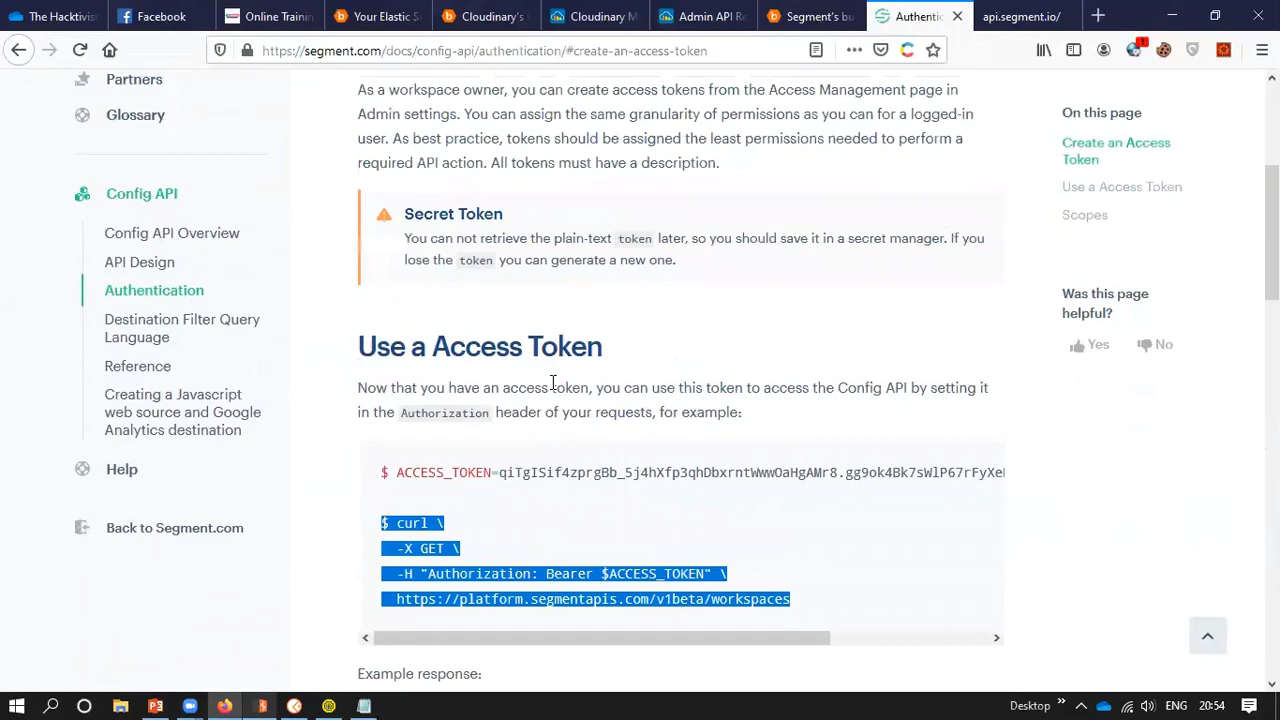 The Hacktivis
Facebook
Online Trainin
Your Elastic S
Cloudinary's
Cloudinary M
Admin API Re
Segment's bu
Authentic
api.segment.io/
https://segment.com/docs/config-api/authentication/#create-an-access-token
1
Partners
Glossary
Config API
Config API Overview
API Design
Authentication
Destination Filter Query
Language
Reference
Creating a Javascript
web source and Google
Analytics destination
Help
Back to Segment.com
As a workspace owner, you can create access tokens from the Access Management page in
Admin settings. You can assign the same granularity of permissions as you can for a logged-in
user. As best practice, tokens should be assigned the least permissions needed to perform a
required API action. All tokens must have a description.
Secret Token
You can not retrieve the plain-text token later, so you should save it in a secret manager. If you
lose the token you can generate a new one.
Use a Access Token
Now that you have an access token, you can use this token to access the Config API by setting it
in the Authorization header of your requests, for example:
$ ACCESS_TOKEN=qiTgISif4zprgBb_5j4hXfp3qhDbxrntWwwOaHgAMr8.gg9ok4Bk7sWlP67rFyXeH
$ curl \
-X GET \
-H "Authorization: Bearer $ACCESS_TOKEN" \
https://platform.segmentapis.com/v1beta/workspaces
Example response:
On this page
Create an Access
Token
Use a Access Token
Scopes
Was this page
helpful?
Yes
No
Desktop
ENG
20:54